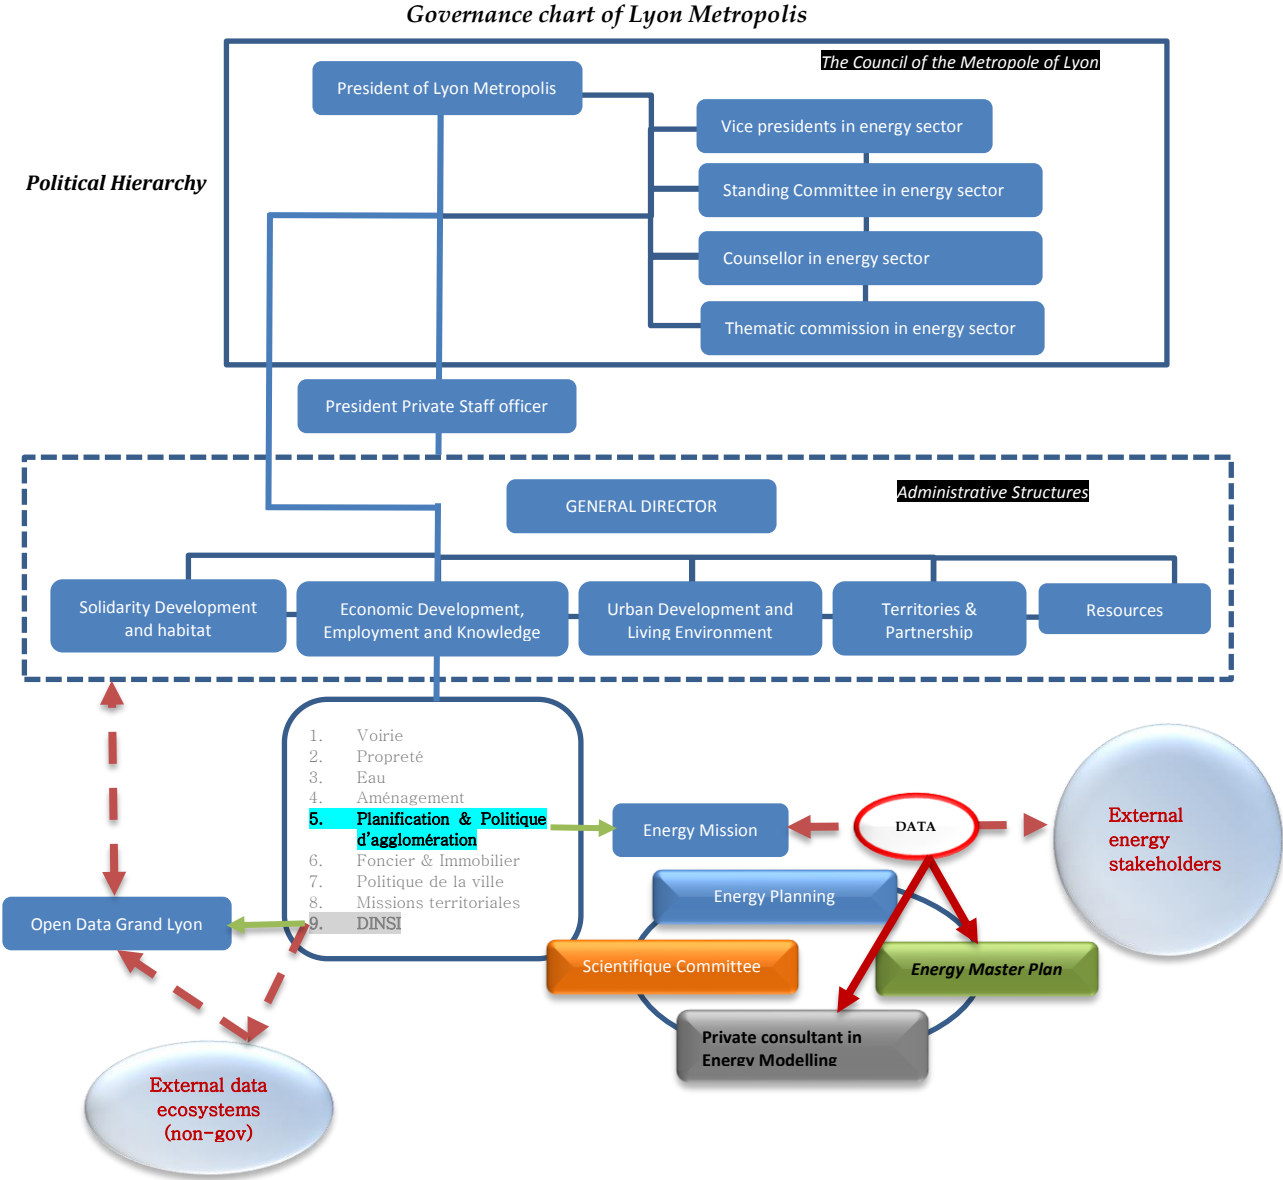 Governance chart of Lyon Metropolis
The Council of the Metropole of Lyon
President of Lyon Metropolis
Vice presidents in energy sector
Political Hierarchy
Standing Committee in energy sector
Counsellor in energy sector
Thematic commission in energy sector
President Private Staff officer
Administrative Structures
GENERAL DIRECTOR
Solidarity Development
and habitat
Economic Development,
Employment and Knowledge
Urban Development and
Living Environment
Territories &
Partnership
Resources
1. Voirie
2. Propreté
3. Eau
4. Aménagement
5. Planification & Politique
d'agglomération
6. Foncier & Immobilier
7. Politique de la ville
8. Missions territoriales
9. DINSI
Energy Mission
DATA
External
energy
stakeholders
Energy Planning
Open Data Grand Lyon
Scientifique Committee
Energy Master Plan
Private consultant in
Energy Modelling
External data
ecosystems
(non-gov)